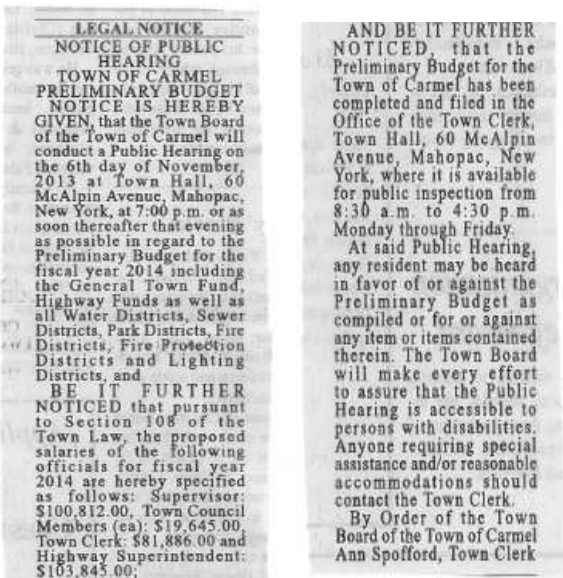 LEGAL NOTICE
NOTICE OF PUBLIC
HEARING
TOWN OF CARMEL
PRELIMINARY BUDGET
NOTICE IS HEREBY
GIVEN, that the Town Board
of the Town of Carmel will
conduct a Public Hearing on
the 6th day of November,
2013 at Town Hall, 60
McAlpin Avenue, Mahopac,
New York, at 7:00 p.m. or as
soon thereafter that evening
as possible in regard to the
Preliminary Budget for the
fiscal year 2014 including
the General Town Fund,
Highway Funds as well as
all Water Districts, Sewer
Districts, Park Districts, Fire
Districts, Fire Protection
Districts and Lighting
Districts, and
BE IT FURTHER
NOTICED that pursuant
to Section 108 of the
Town Law, the proposed
salaries of the following
officials for fiscal year
2014 are hereby specified
as follows: Supervisor:
$100,812.00, Town Council
Members (ea): $19,645.00,
Town Clerk: $81,886.00 and
Highway Superintendent:
$103,845.00;
AND BE IT FURTHER
NOTICED, that the
Preliminary Budget for the
Town of Carmel has been
completed and filed in the
Office of the Town Clerk,
Town Hall, 60 McAlpin
Avenue, Mahopac, New
York, where it is available
for public inspection from
8:30 a.m. to 4:30 p.m.
Monday through Friday.
At said Public Hearing,
any resident may be heard
in favor of or against the
Preliminary Budget as
compiled or for or against
any item or items contained
therein. The Town Board
will make every effort
to assure that the Public
Hearing is accessible to
persons with disabilities.
Anyone requiring special
assistance and/or reasonable
accommodations should
contact the Town Clerk.
By Order of the Town
Board of the Town of Carmel
Ann Spofford, Town Clerk